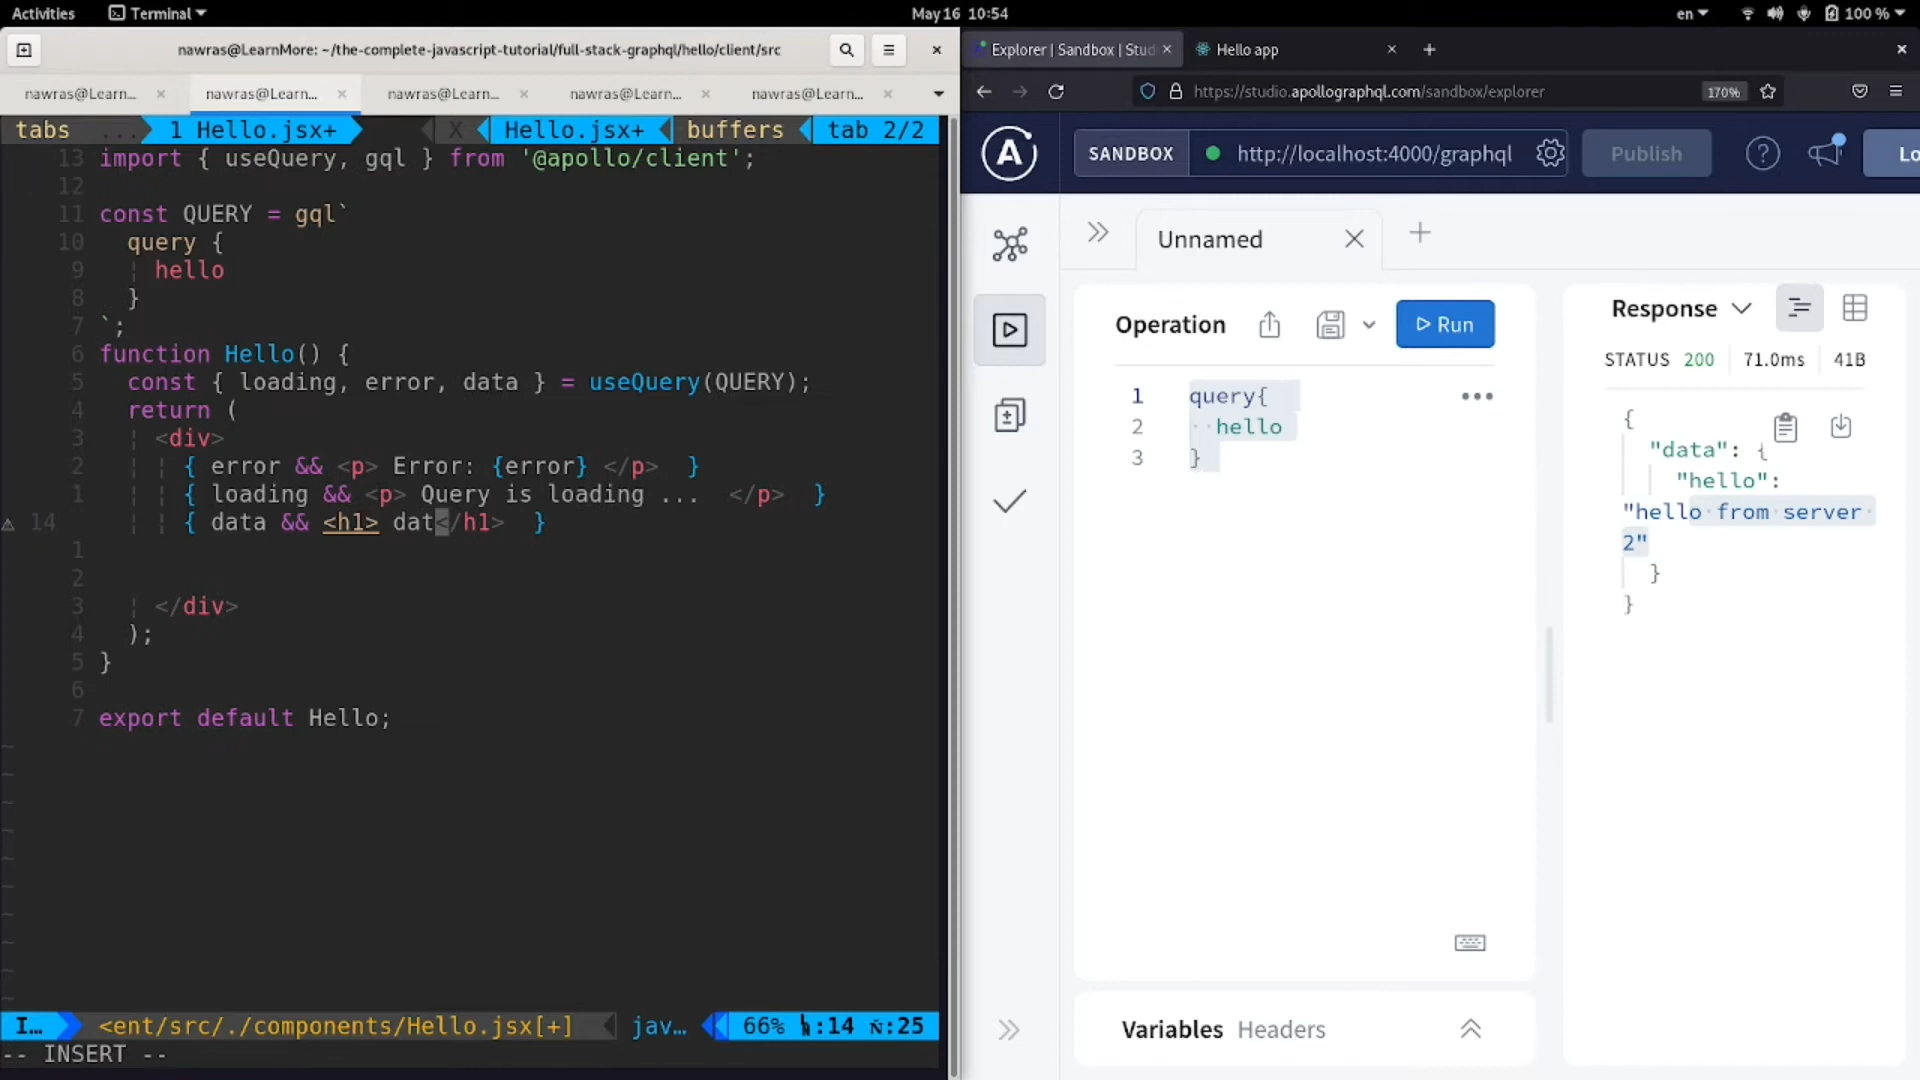 Activities Terminal May 16 10:54 en 100 %
nawras@LearnMore: ~/the-complete-javascript-tutorial/full-stack-graphql/hello/client/src
nawras@Learn... × nawras@Learn... × nawras@Learn... × nawras@Learn... × nawras@Learn... ×
tabs ... 1 Hello.jsx+ X Hello.jsx+ buffers tab 2/2
13 import { useQuery, gql } from '@apollo/client';
12
11 const QUERY = gql`
10 query {
9 hello
8 }
7 `;
6 function Hello() {
5 const { loading, error, data } = useQuery(QUERY);
4 return (
3 <div>
2 { error && <p> Error: {error} </p> }
1 { loading && <p> Query is loading ... </p> }
14 { data && <h1> dat</h1> }
1
2
3 </div>
4 );
5 }
6
7 export default Hello;
~
~
~
~
~
~
~
~
~
~
I... <ent/src/./components/Hello.jsx[+] jav... 66% :14 :25
-- INSERT --
Explorer | Sandbox | Stud × Hello app × +
https://studio.apollographql.com/sandbox/explorer 170%
A SANDBOX http://localhost:4000/graphql Publish ? Lo
Unnamed
Operation Run
1 query{
2 ··hello
3 }
Response
STATUS 200 71.0ms 41B
{
"data": {
"hello":
"hello·from·server·
2"
}
}
Variables Headers